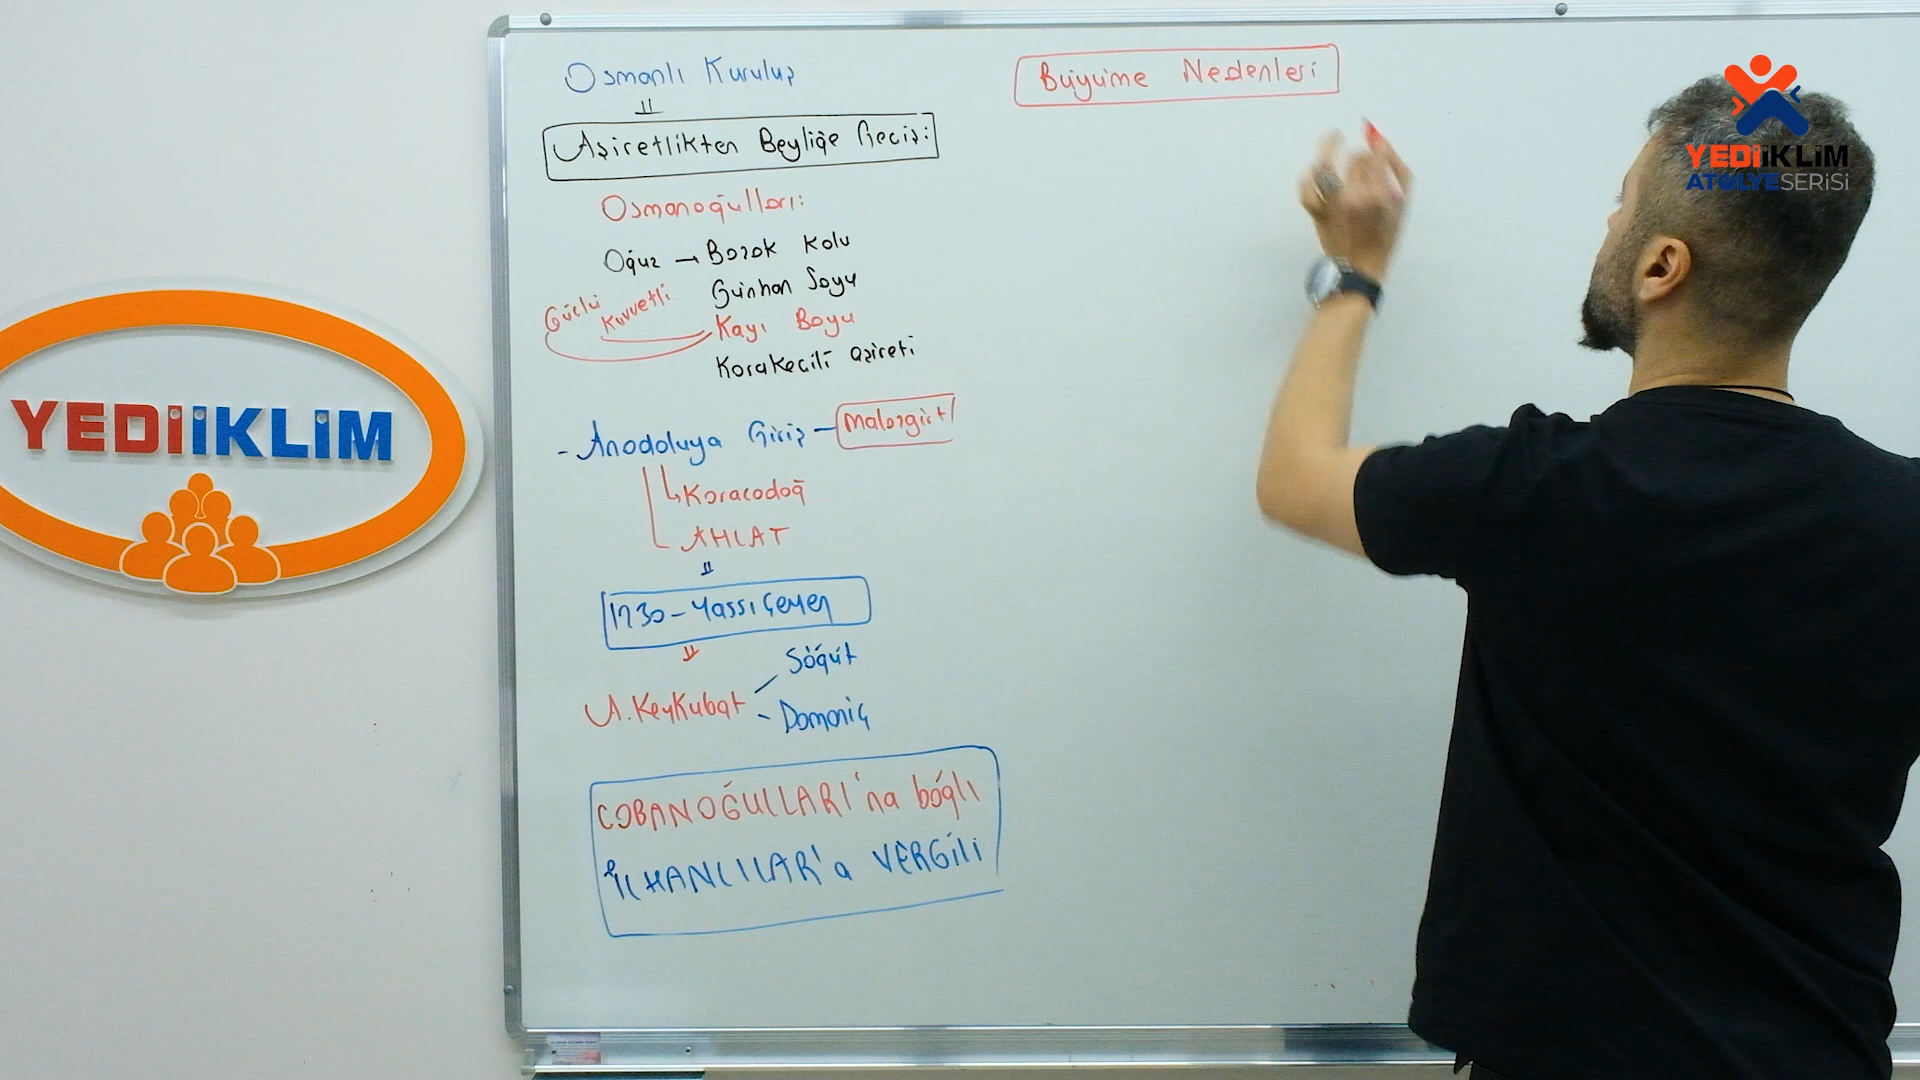 Osmanlı Kuruluş
Aşiretlikten Beyliğe Geçiş:
Osmanoğulları:
Oğuz → Bozok Kolu
Günhan Soyu
Güçlü
Kuvvetli
Kayı Boyu
Karakeçili aşireti
- Anadoluya Giriş – Malazgirt
Karacadağ
AHLAT
1230 – Yassı Çemen
A. Keykubat
Söğüt
- Domaniç
ÇOBANOĞULLARI'na bağlı
İLHANLILAR'a VERGİLİ
Büyüme Nedenleri
YEDİİKLİM
YEDİİKLİM
ATÖLYE SERİSİ